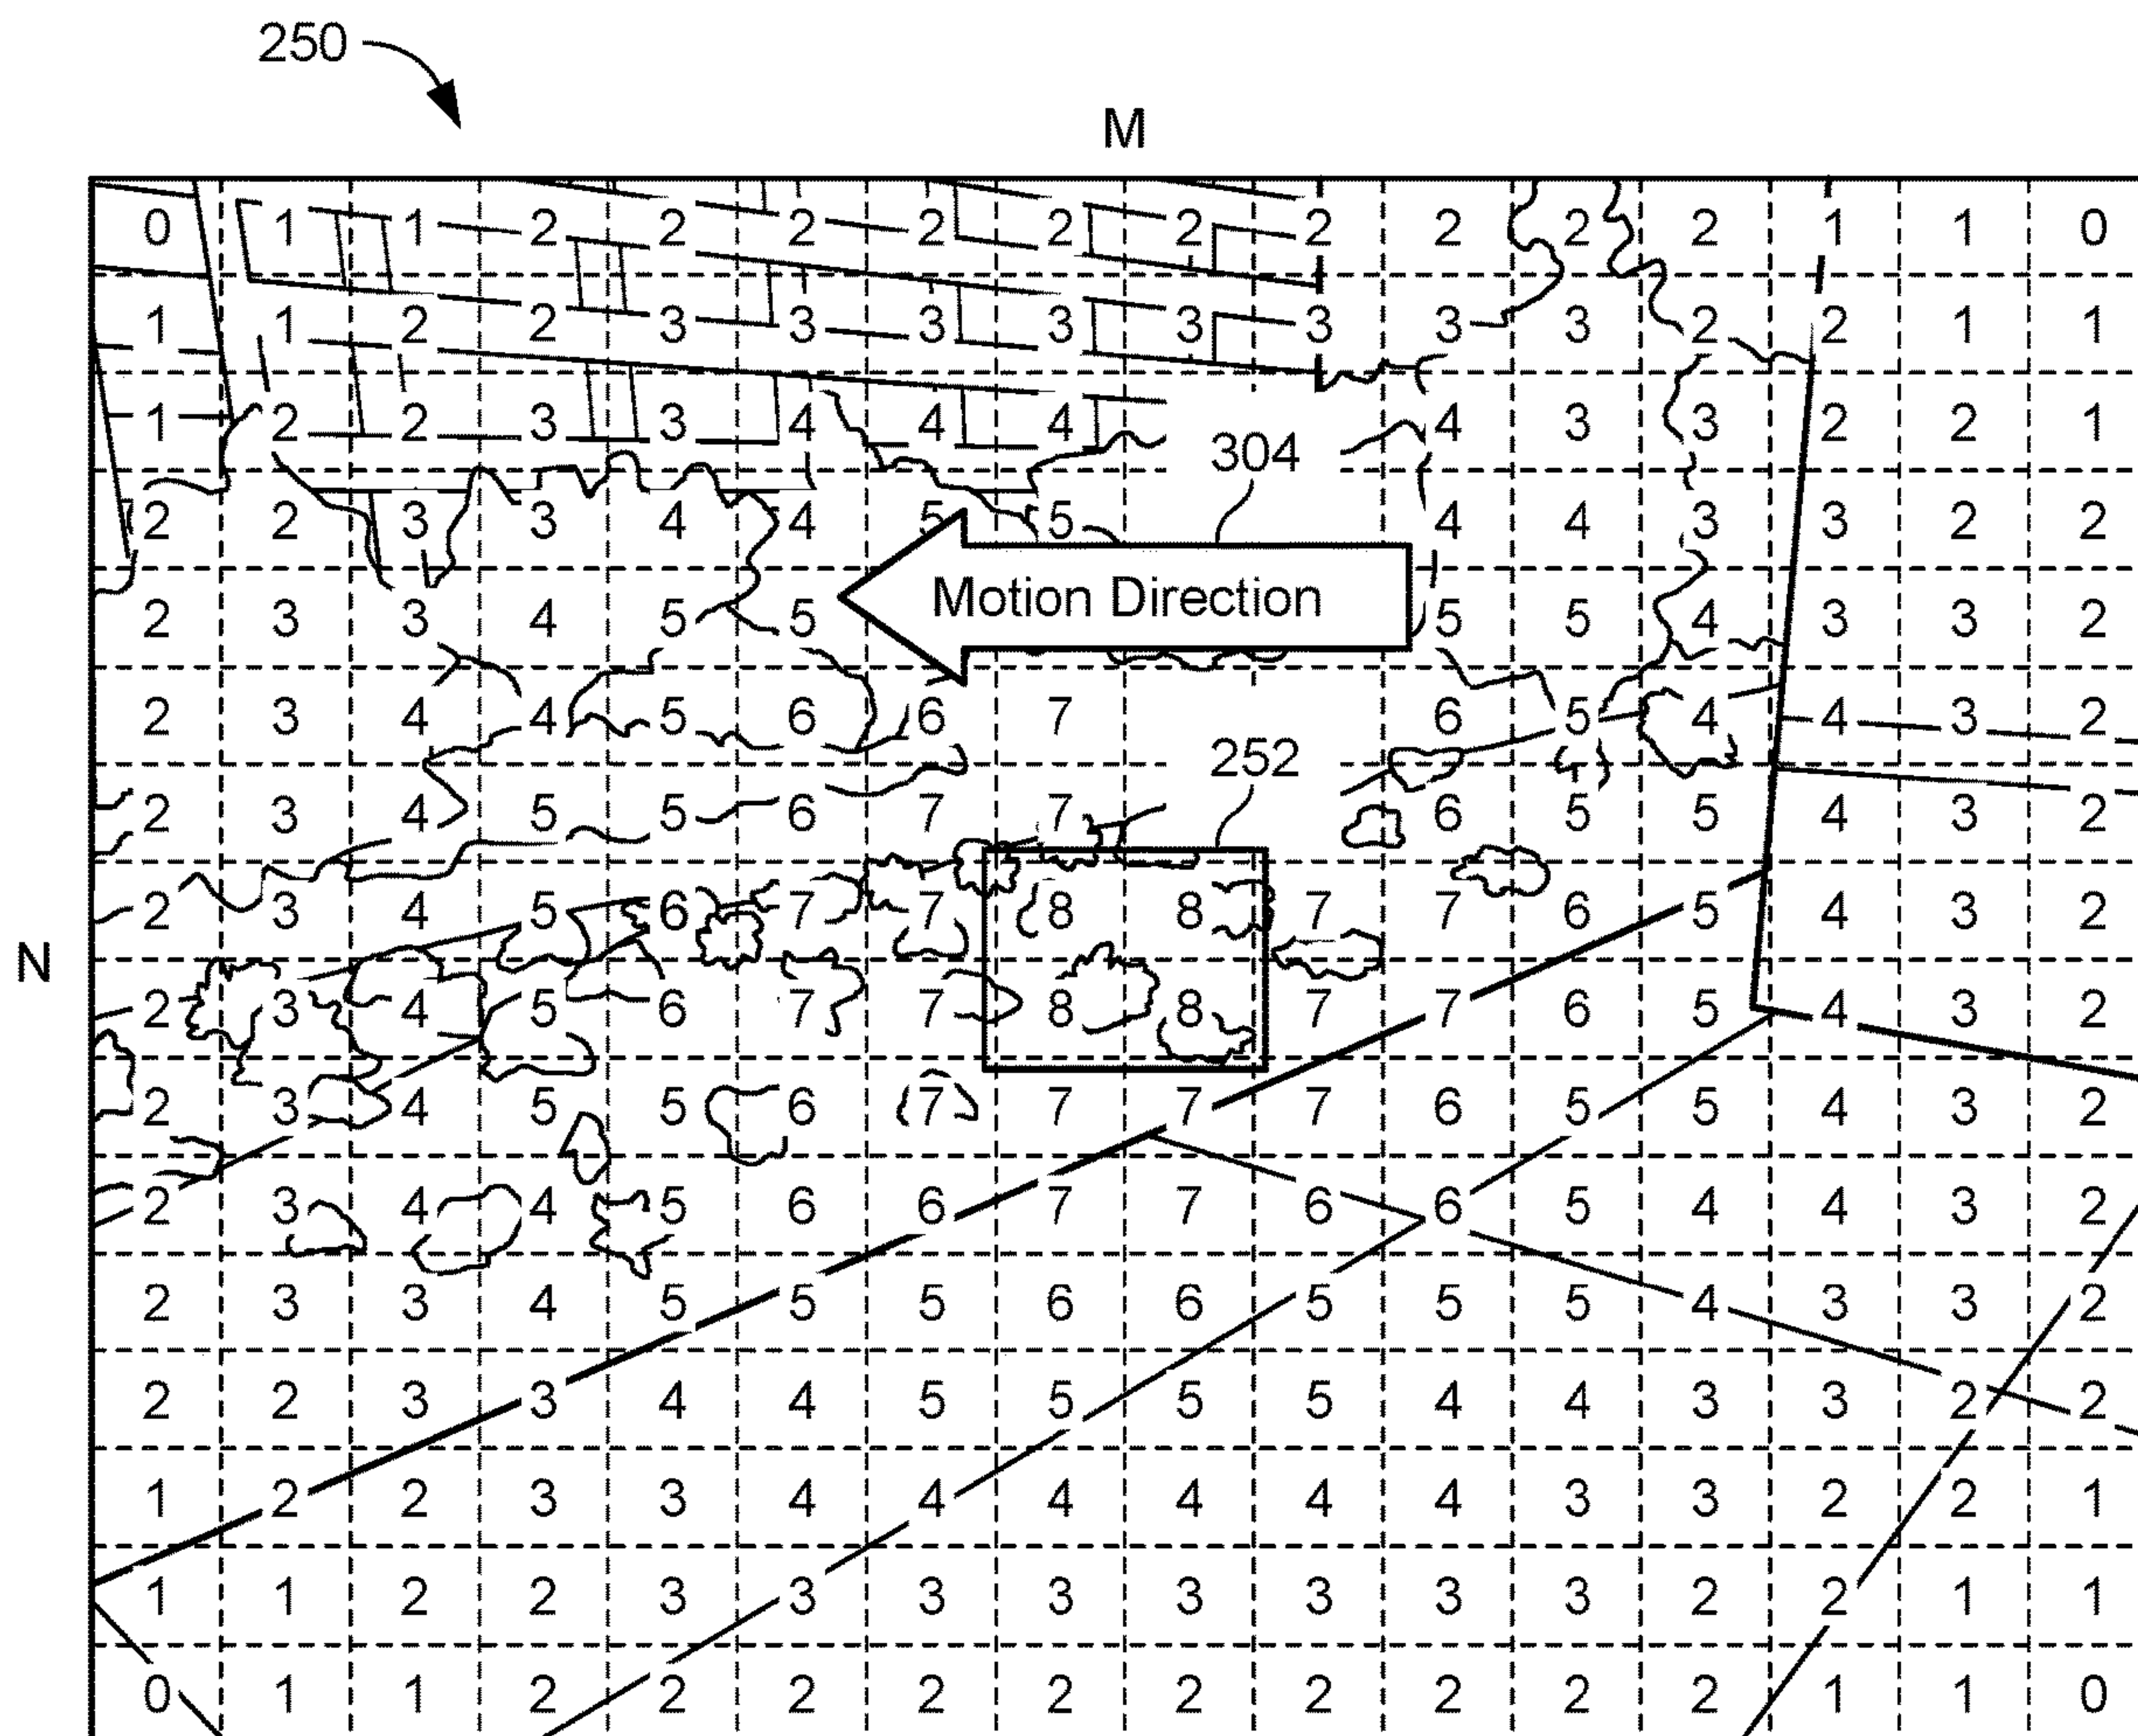 250
M
0 1 1 2 2 2 2 2 2 2 2 2 2 1 1 0
1 1 2 2 3 3 3 3 3 3 3 3 2 2 1 1
1 2 2 3 3 4 4 4 4 3 3 2 2 1
304
2 2 3 3 4 4 5 5 4 4 3 3 2 2
Motion Direction
2 3 3 4 5 5 5 5 4 3 3 2
2 3 4 4 5 6 6 7 6 5 4 4 3 2
252
2 3 4 5 5 6 7 7 6 5 5 4 3 2
2 3 4 5 6 7 7 8 8 7 7 6 5 4 3 2
N
2 3 4 5 6 7 7 8 8 7 7 6 5 4 3 2
2 3 4 5 5 6 7 7 7 7 6 5 5 4 3 2
2 3 4 4 5 6 6 7 7 6 6 5 4 4 3 2
2 3 3 4 5 5 5 6 6 5 5 5 4 3 3 2
2 2 3 3 4 4 5 5 5 5 4 4 3 3 2 2
1 2 2 3 3 4 4 4 4 4 4 3 3 2 2 1
1 1 2 2 3 3 3 3 3 3 3 3 2 2 1 1
0 1 1 2 2 2 2 2 2 2 2 2 2 1 1 0